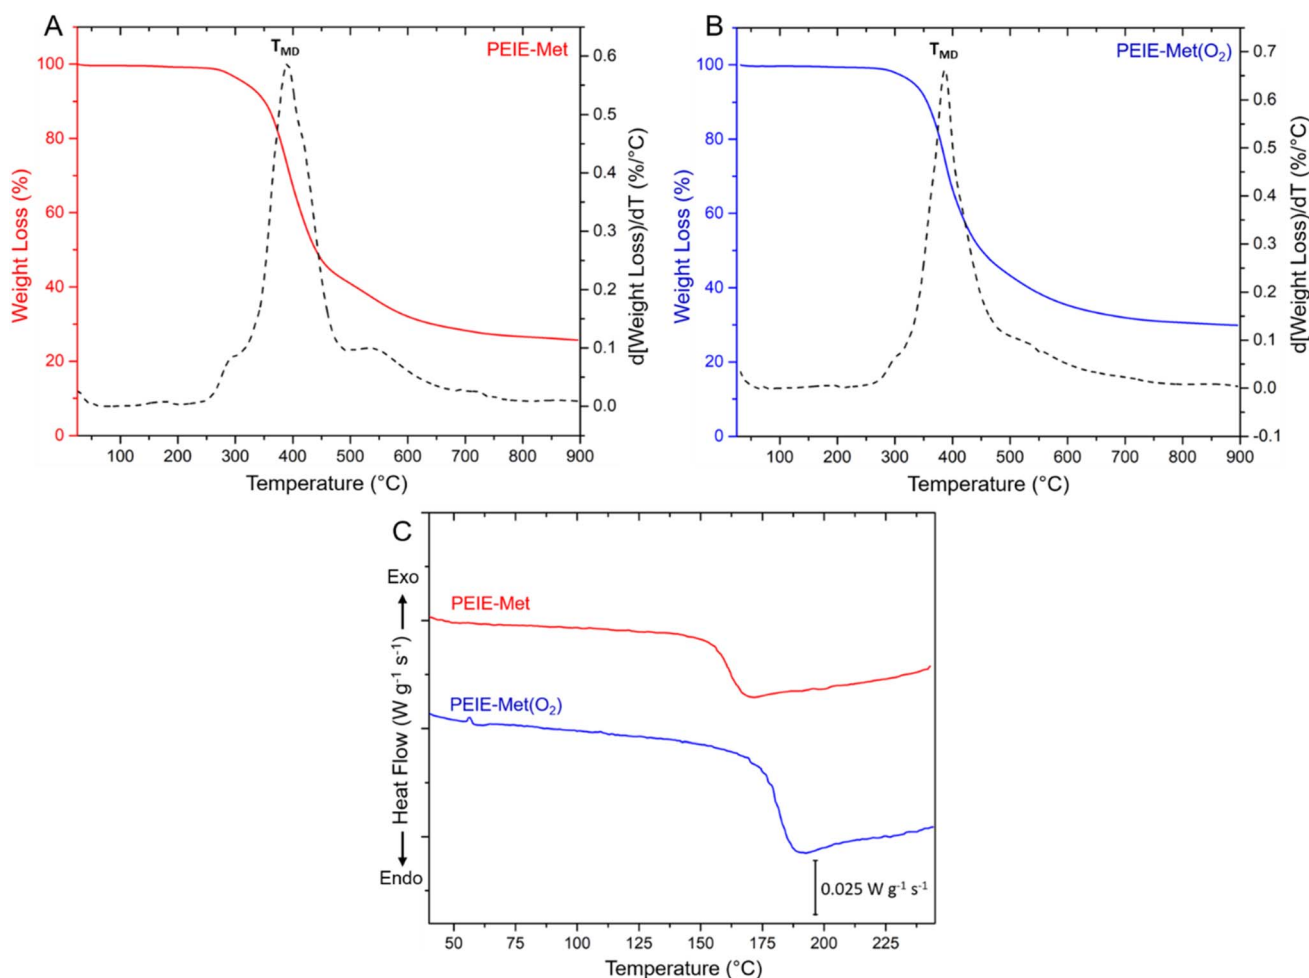 A
T_MD
PEIE-Met
100
80
60
40
20
0
Weight Loss (%)
0.6
0.5
0.4
0.3
0.2
0.1
0.0
d[Weight Loss)/dT (%/°C)
100 200 300 400 500 600 700 800 900
Temperature (°C)
B
T_MD
PEIE-Met(O₂)
100
80
60
40
20
0
Weight Loss (%)
0.7
0.6
0.5
0.4
0.3
0.2
0.1
0.0
-0.1
d[Weight Loss)/dT (%/°C)
100 200 300 400 500 600 700 800 900
Temperature (°C)
C
Exo
Heat Flow (W g⁻¹ s⁻¹)
Endo
PEIE-Met
PEIE-Met(O₂)
0.025 W g⁻¹ s⁻¹
50 75 100 125 150 175 200 225
Temperature (°C)